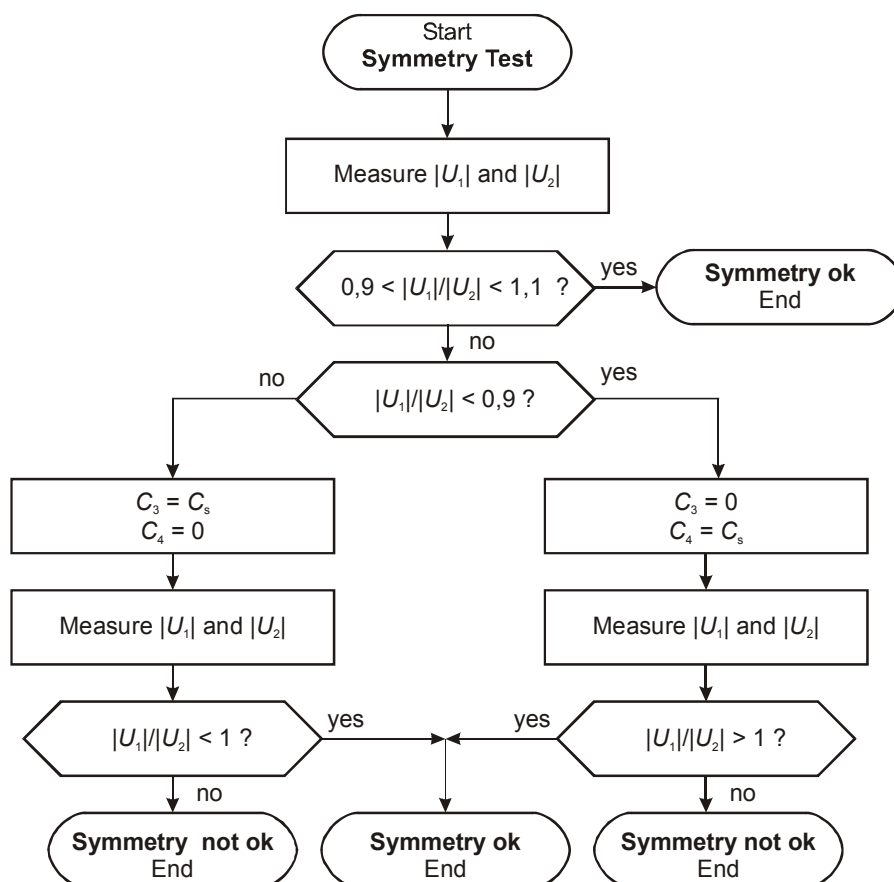 Start
Symmetry Test
Measure |U₁| and |U₂|
0,9 < |U₁|/|U₂| < 1,1 ?
yes
Symmetry ok
End
no
|U₁|/|U₂| < 0,9 ?
no
yes
C₃ = Cₛ
C₄ = 0
C₃ = 0
C₄ = Cₛ
Measure |U₁| and |U₂|
Measure |U₁| and |U₂|
|U₁|/|U₂| < 1 ?
yes
yes
|U₁|/|U₂| > 1 ?
no
no
Symmetry not ok
End
Symmetry ok
End
Symmetry not ok
End